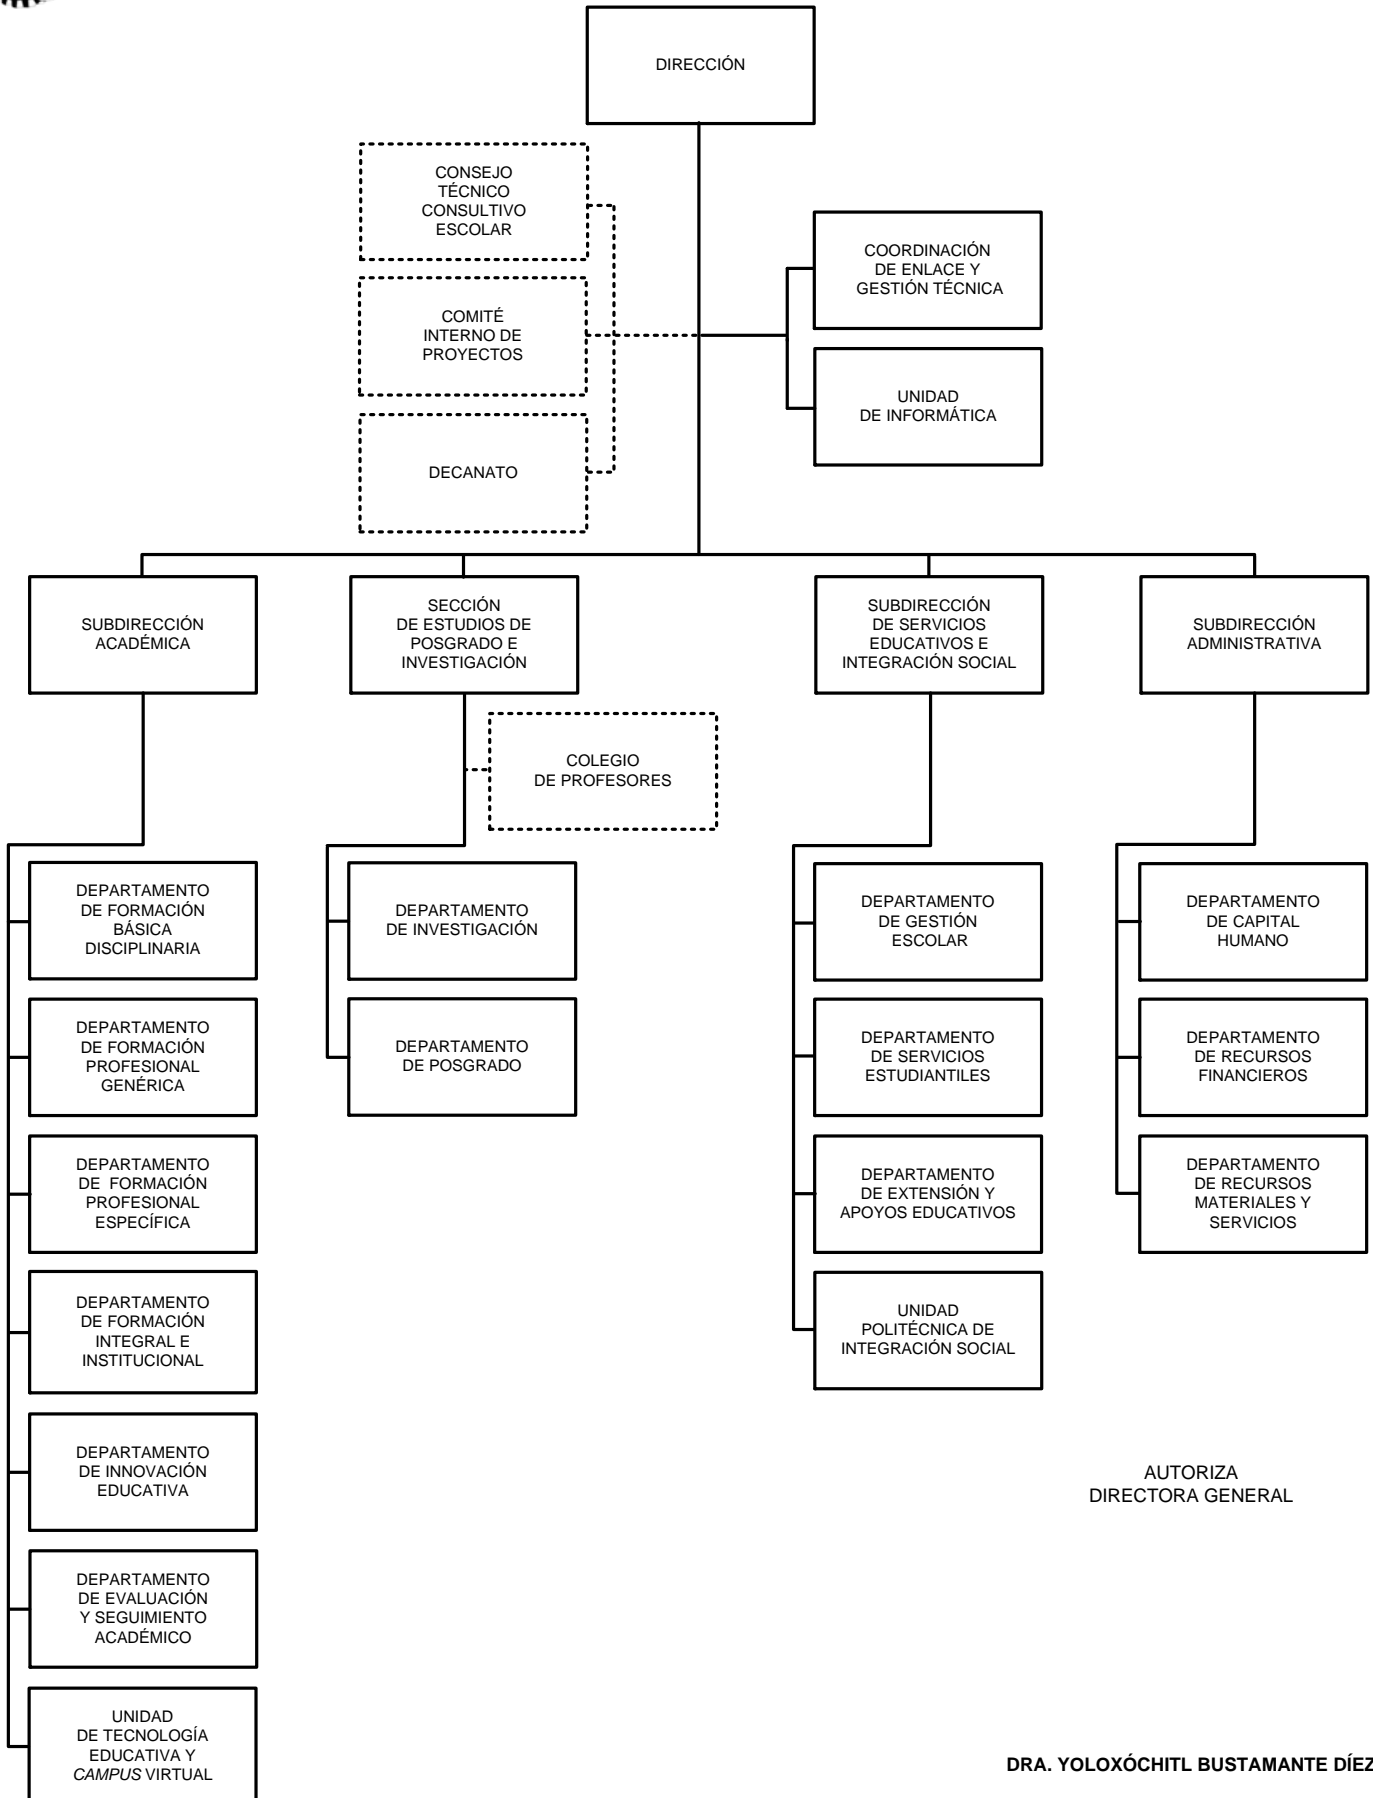 DIRECCIÓN
CONSEJO
TÉCNICO
CONSULTIVO
ESCOLAR
COORDINACIÓN
DE ENLACE Y
GESTIÓN TÉCNICA
COMITÉ
INTERNO DE
PROYECTOS
UNIDAD
DE INFORMÁTICA
DECANATO
SUBDIRECCIÓN
ACADÉMICA
SECCIÓN
DE ESTUDIOS DE
POSGRADO E
INVESTIGACIÓN
SUBDIRECCIÓN
DE SERVICIOS
EDUCATIVOS E
INTEGRACIÓN SOCIAL
SUBDIRECCIÓN
ADMINISTRATIVA
COLEGIO
DE PROFESORES
DEPARTAMENTO
DE FORMACIÓN
BÁSICA
DISCIPLINARIA
DEPARTAMENTO
DE FORMACIÓN
PROFESIONAL
GENÉRICA
DEPARTAMENTO
DE FORMACIÓN
PROFESIONAL
ESPECÍFICA
DEPARTAMENTO
DE FORMACIÓN
INTEGRAL E
INSTITUCIONAL
DEPARTAMENTO
DE INNOVACIÓN
EDUCATIVA
DEPARTAMENTO
DE EVALUACIÓN
Y SEGUIMIENTO
ACADÉMICO
UNIDAD
DE TECNOLOGÍA
EDUCATIVA Y
CAMPUS VIRTUAL
DEPARTAMENTO
DE INVESTIGACIÓN
DEPARTAMENTO
DE POSGRADO
DEPARTAMENTO
DE GESTIÓN
ESCOLAR
DEPARTAMENTO
DE SERVICIOS
ESTUDIANTILES
DEPARTAMENTO
DE EXTENSIÓN Y
APOYOS EDUCATIVOS
UNIDAD
POLITÉCNICA DE
INTEGRACIÓN SOCIAL
DEPARTAMENTO
DE CAPITAL
HUMANO
DEPARTAMENTO
DE RECURSOS
FINANCIEROS
DEPARTAMENTO
DE RECURSOS
MATERIALES Y
SERVICIOS
AUTORIZA
DIRECTORA GENERAL
DRA. YOLOXÓCHITL BUSTAMANTE DÍEZ